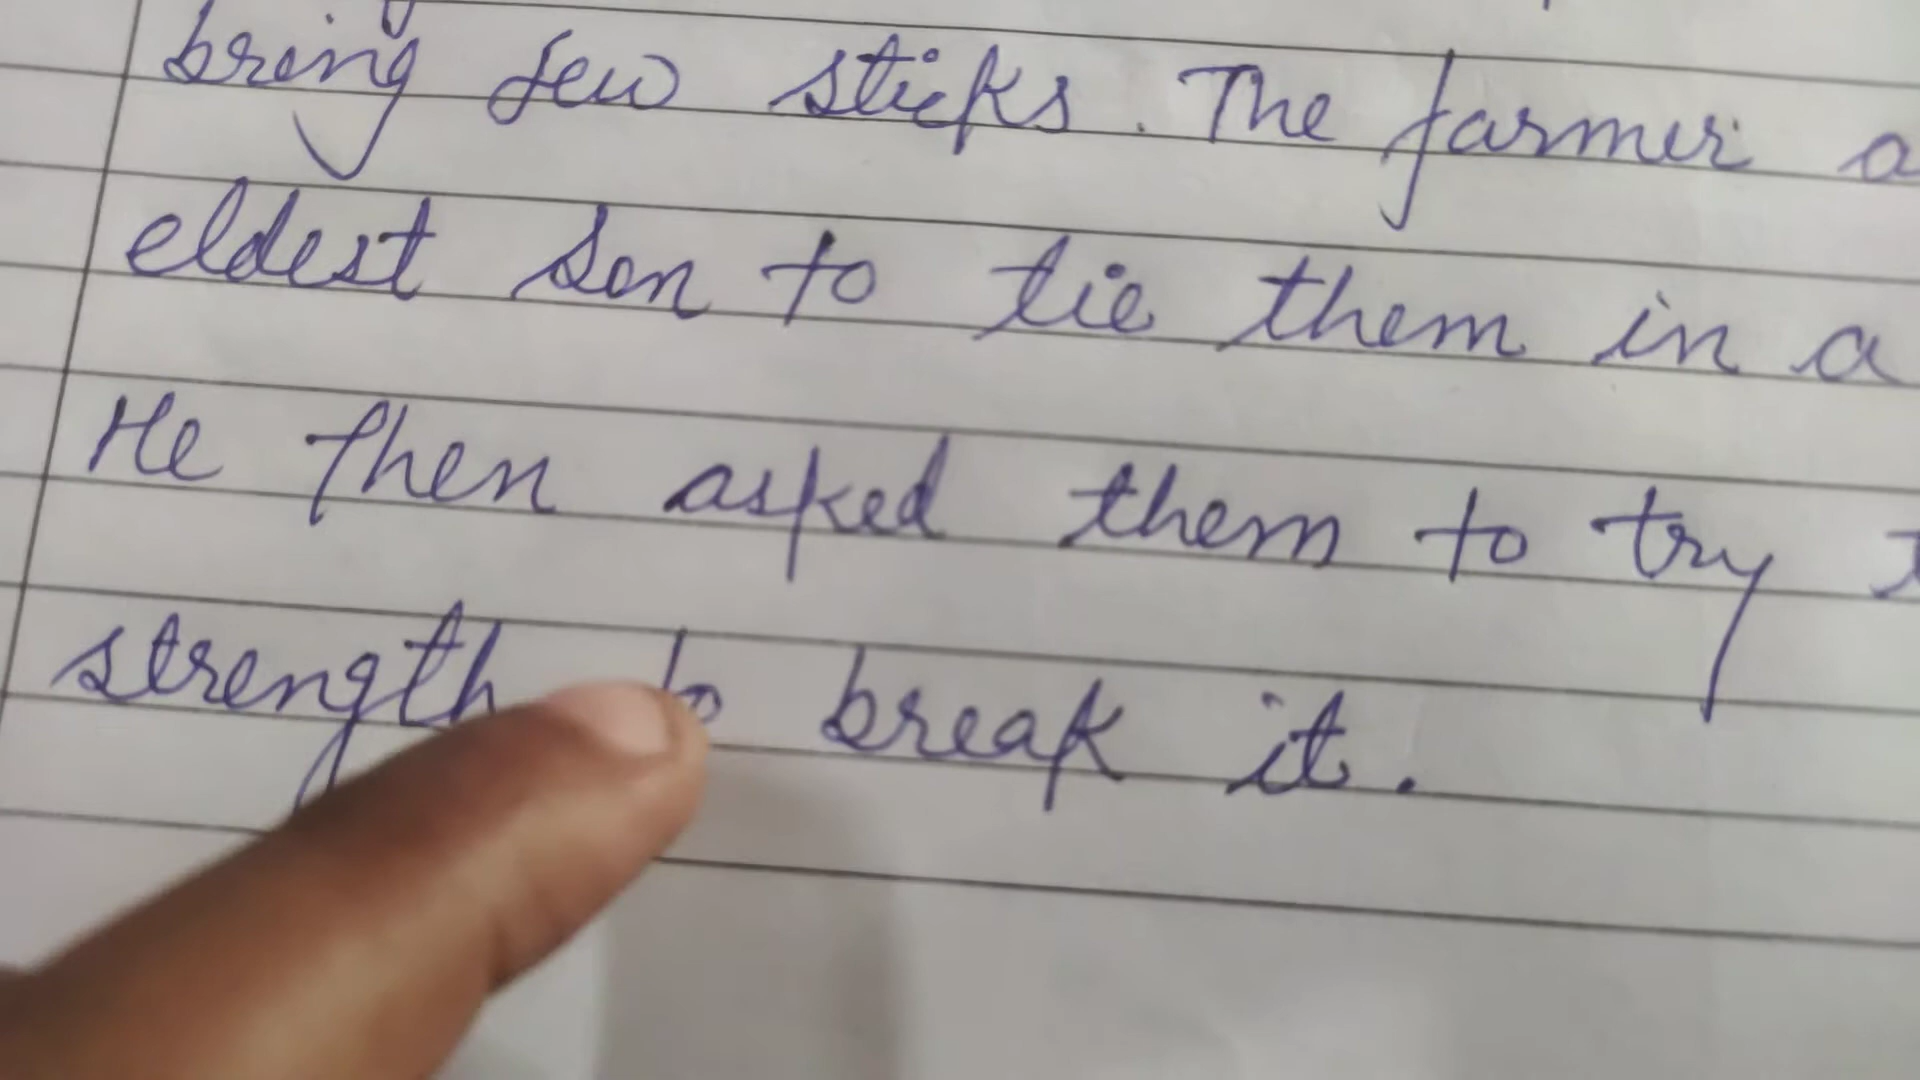 bring few sticks. The farmer a
eldest son to tie them in a
He then asked them to try t
strength to break it.